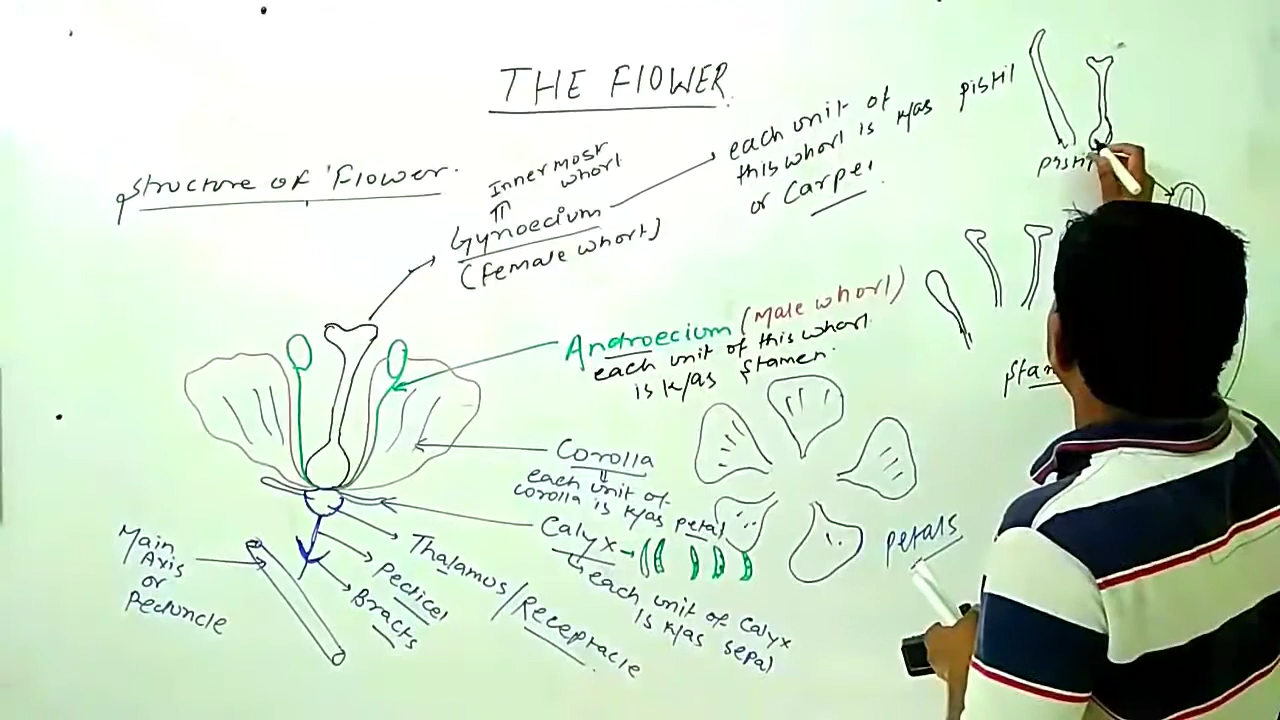 THE FlOWER
Structure of Flower.
Innermost
whorl
Gynoecium
(Female whorl)
each unit of
this whorl is k/as pistil
or Carpel
Androecium (Male whorl)
each unit of this whorl
is k/as stamen.
Corolla
each unit of
corolla is k/as petal
Calyx
each unit of Calyx
is k/as sepal
petals
Thalamus/Receptacle
Pedicel
Bracts
Main
Axis
or
Peduncle